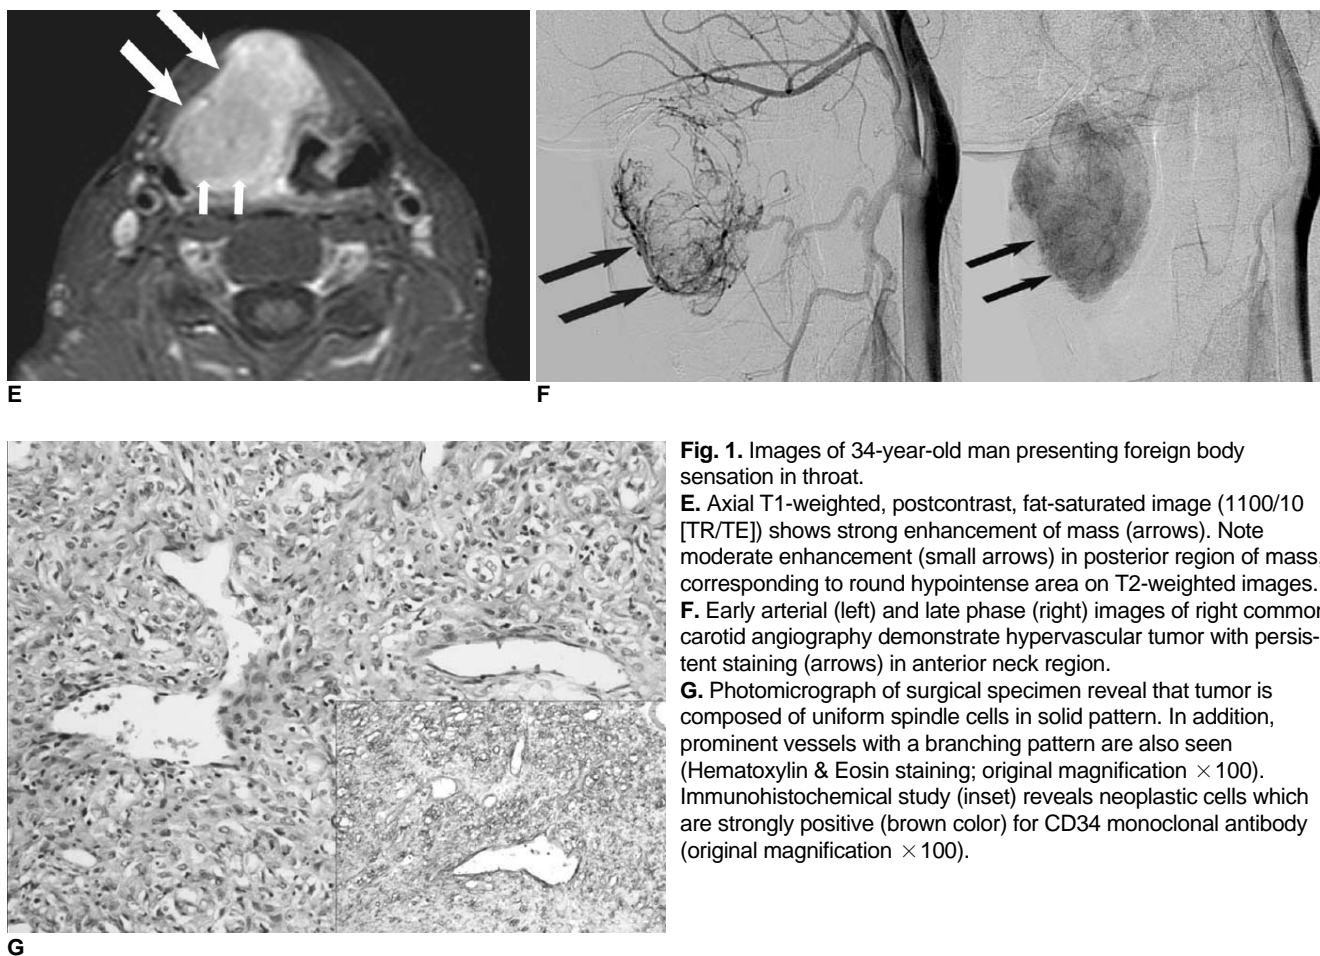 E
F
Fig. 1. Images of 34-year-old man presenting foreign body
sensation in throat.
E. Axial T1-weighted, postcontrast, fat-saturated image (1100/10
[TR/TE]) shows strong enhancement of mass (arrows). Note
moderate enhancement (small arrows) in posterior region of mass,
corresponding to round hypointense area on T2-weighted images.
F. Early arterial (left) and late phase (right) images of right common
carotid angiography demonstrate hypervascular tumor with persis-
tent staining (arrows) in anterior neck region.
G. Photomicrograph of surgical specimen reveal that tumor is
composed of uniform spindle cells in solid pattern. In addition,
prominent vessels with a branching pattern are also seen
(Hematoxylin & Eosin staining; original magnification ×100).
Immunohistochemical study (inset) reveals neoplastic cells which
are strongly positive (brown color) for CD34 monoclonal antibody
(original magnification ×100).
G